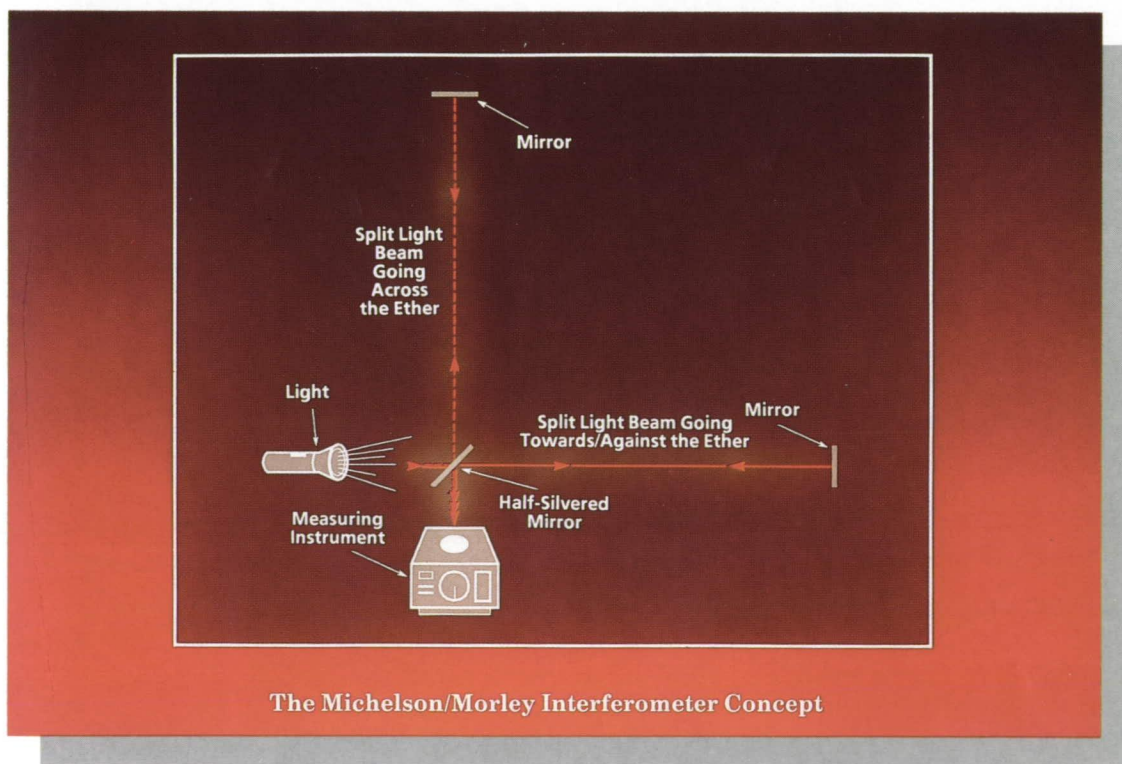 Mirror
Split Light
Beam
Going
Across
the Ether
Light
Split Light Beam Going
Towards/Against the Ether
Mirror
Half-Silvered
Mirror
Measuring
Instrument
The Michelson/Morley Interferometer Concept